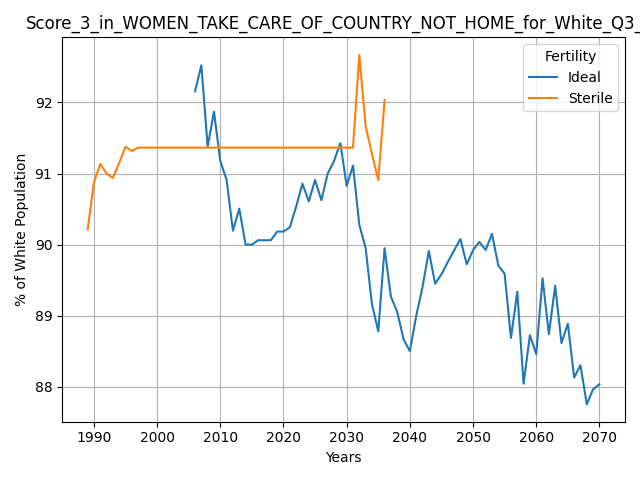 Score_3_in_WOMEN_TAKE_CARE_OF_COUNTRY_NOT_HOME_for_White_Q3_
Fertility
Ideal
Sterile
% of White Population
92
91
90
89
88
1990 2000 2010 2020 2030 2040 2050 2060 2070
Years